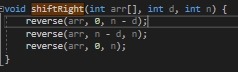 void shiftRight(int arr[], int d, int n) {
reverse(arr, 0, n - d);
reverse(arr, n - d, n);
reverse(arr, 0, n);
}